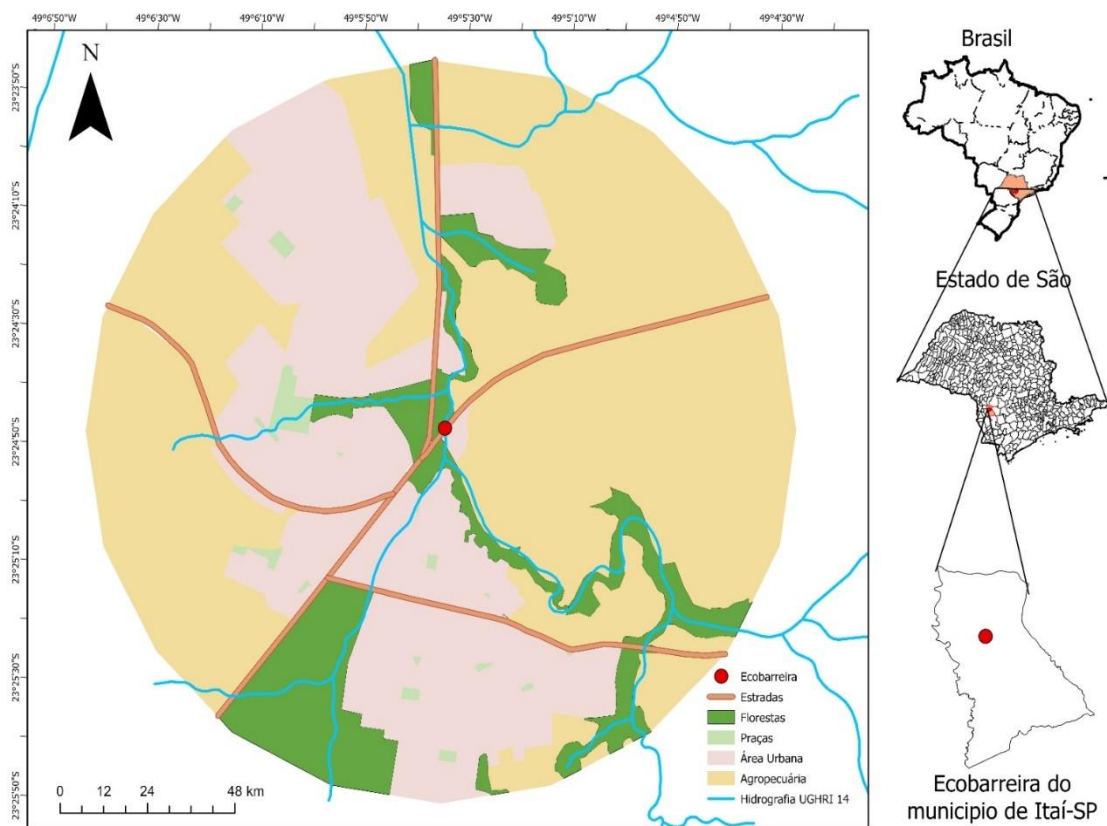 49°6'50"S
49°6'30"S
49°6'10"S
49°5'50"S
49°5'30"S
49°5'10"S
49°4'50"S
49°4'30"S
N
23°23'50"S
23°24'10"S
23°24'30"S
23°24'50"S
23°25'10"S
23°25'30"S
23°25'50"S
0 12 24 48 km
Ecobarreira
Estradas
Florestas
Praças
Área Urbana
Agropecuária
Hidrografia UGHRI 14
Brasil
Estado de São
Ecobarreira do
municipio de Itaí-SP